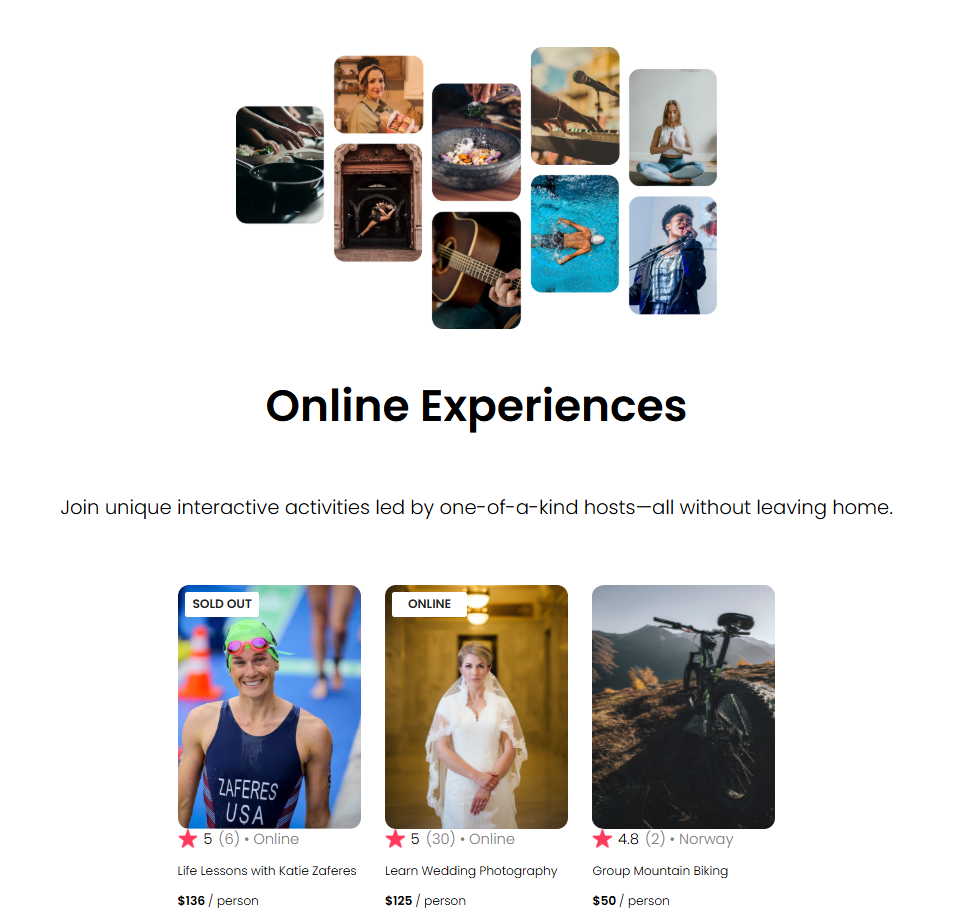 Online Experiences
Join unique interactive activities led by one-of-a-kind hosts—all without leaving home.
SOLD OUT
ZAFERES
USA
5 (6) • Online
Life Lessons with Katie Zaferes
$136 / person
ONLINE
5 (30) • Online
Learn Wedding Photography
$125 / person
4.8 (2) • Norway
Group Mountain Biking
$50 / person